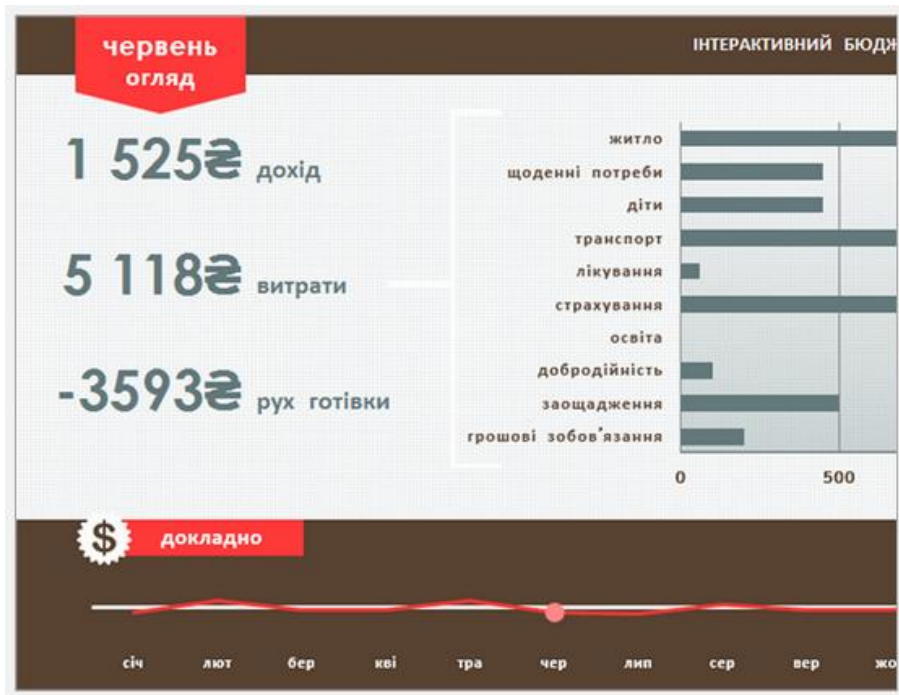 червень
огляд
ІНТЕРАКТИВНИЙ БЮДЖ
1 525₴ дохід
5 118₴ витрати
-3593₴ рух готівки
житло
щоденні потреби
діти
транспорт
лікування
страхування
освіта
добродійність
заощадження
грошові зобов'язання
0 500
$ докладно
січ лют бер кві тра чер лип сер вер жо